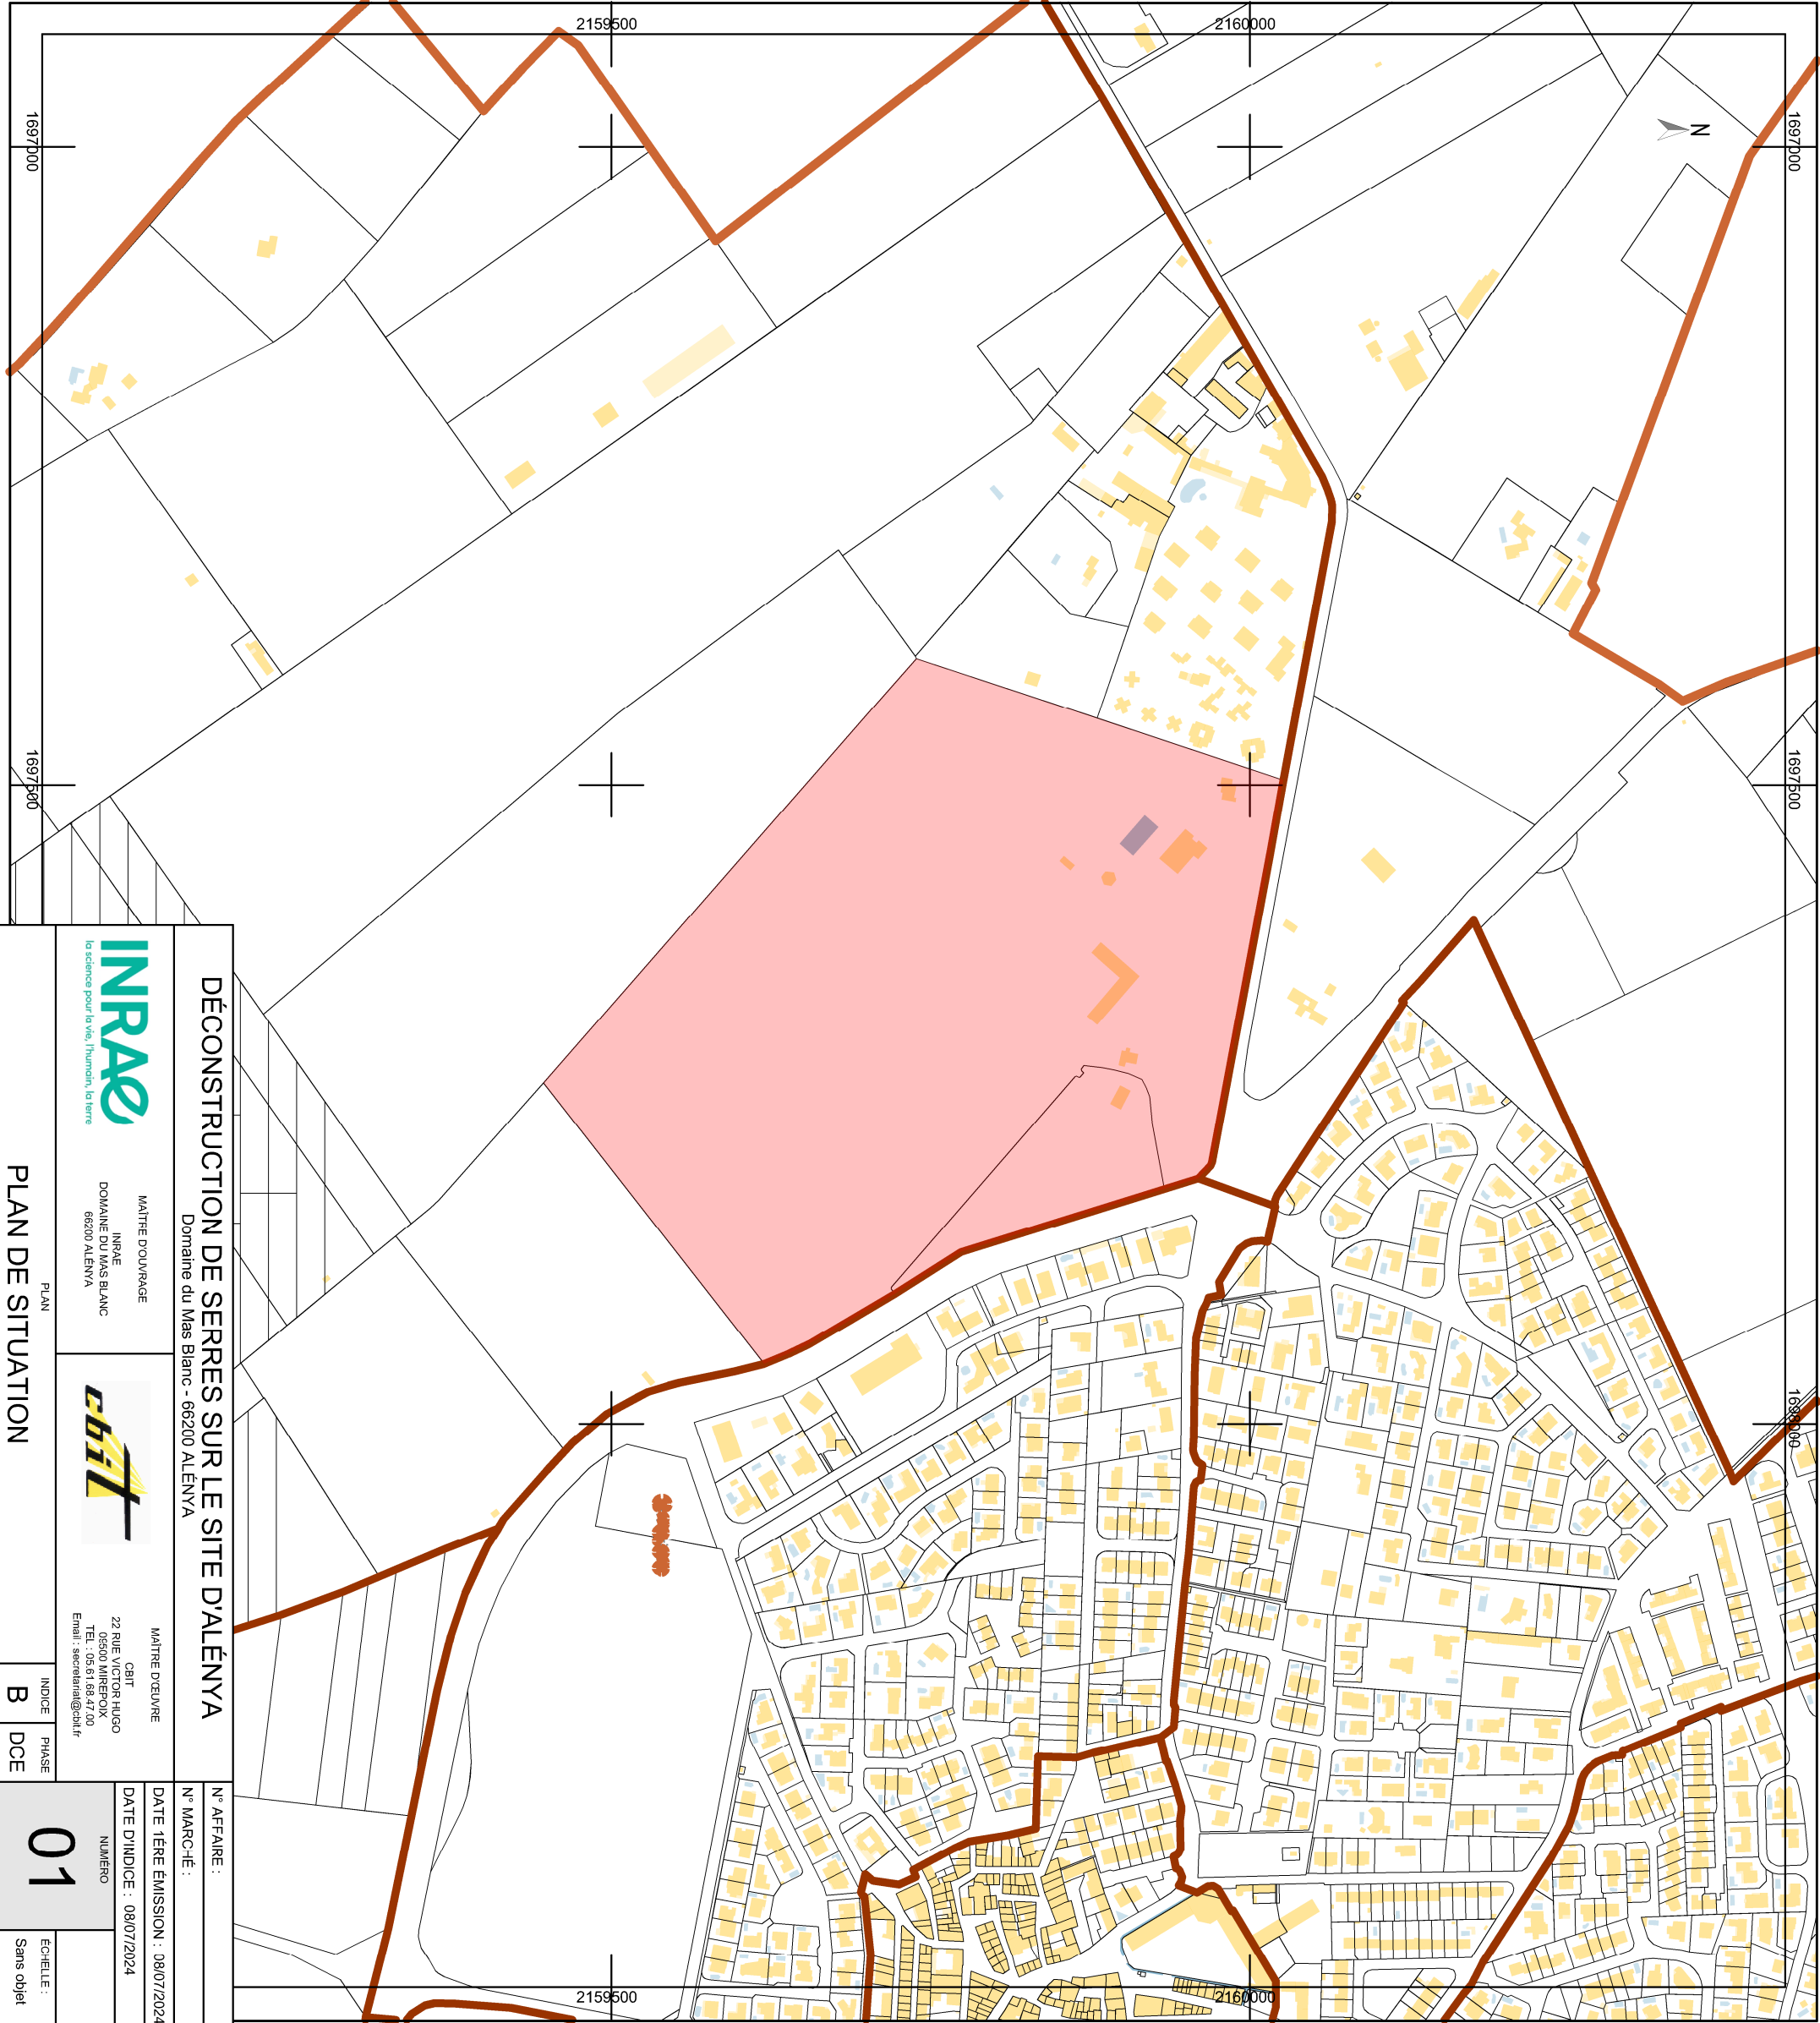 2159500
2160000
1697000
1697000
N
1697500
1697500
1698000
2159500
2160000
DÉCONSTRUCTION DE SERRES SUR LE SITE D'ALÉNYA
Domaine du Mas Blanc - 66200 ALÉNYA
INRAE
la science pour la vie, l'humain, la terre
MAÎTRE D'OUVRAGE
INRAE
DOMAINE DU MAS BLANC
66200 ALÉNYA
cbiT
MAÎTRE D'ŒUVRE
CBIT
22 RUE VICTOR HUGO
09500 MIREPOIX
TEL : 05.61.68.47.00
Email : secretariat@cbit.fr
N° AFFAIRE :
N° MARCHÉ :
DATE 1ÈRE ÉMISSION : 08/07/2024
DATE D'INDICE : 08/07/2024
PLAN
PLAN DE SITUATION
INDICE
B
PHASE
DCE
NUMÉRO
01
ÉCHELLE :
Sans objet